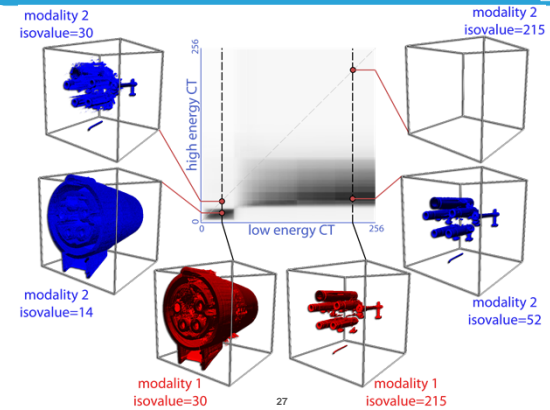 modality 2
isovalue=30
modality 2
isovalue=215
256
high energy CT
0
0
low energy CT
256
modality 2
isovalue=14
modality 2
isovalue=52
modality 1
isovalue=30
27
modality 1
isovalue=215